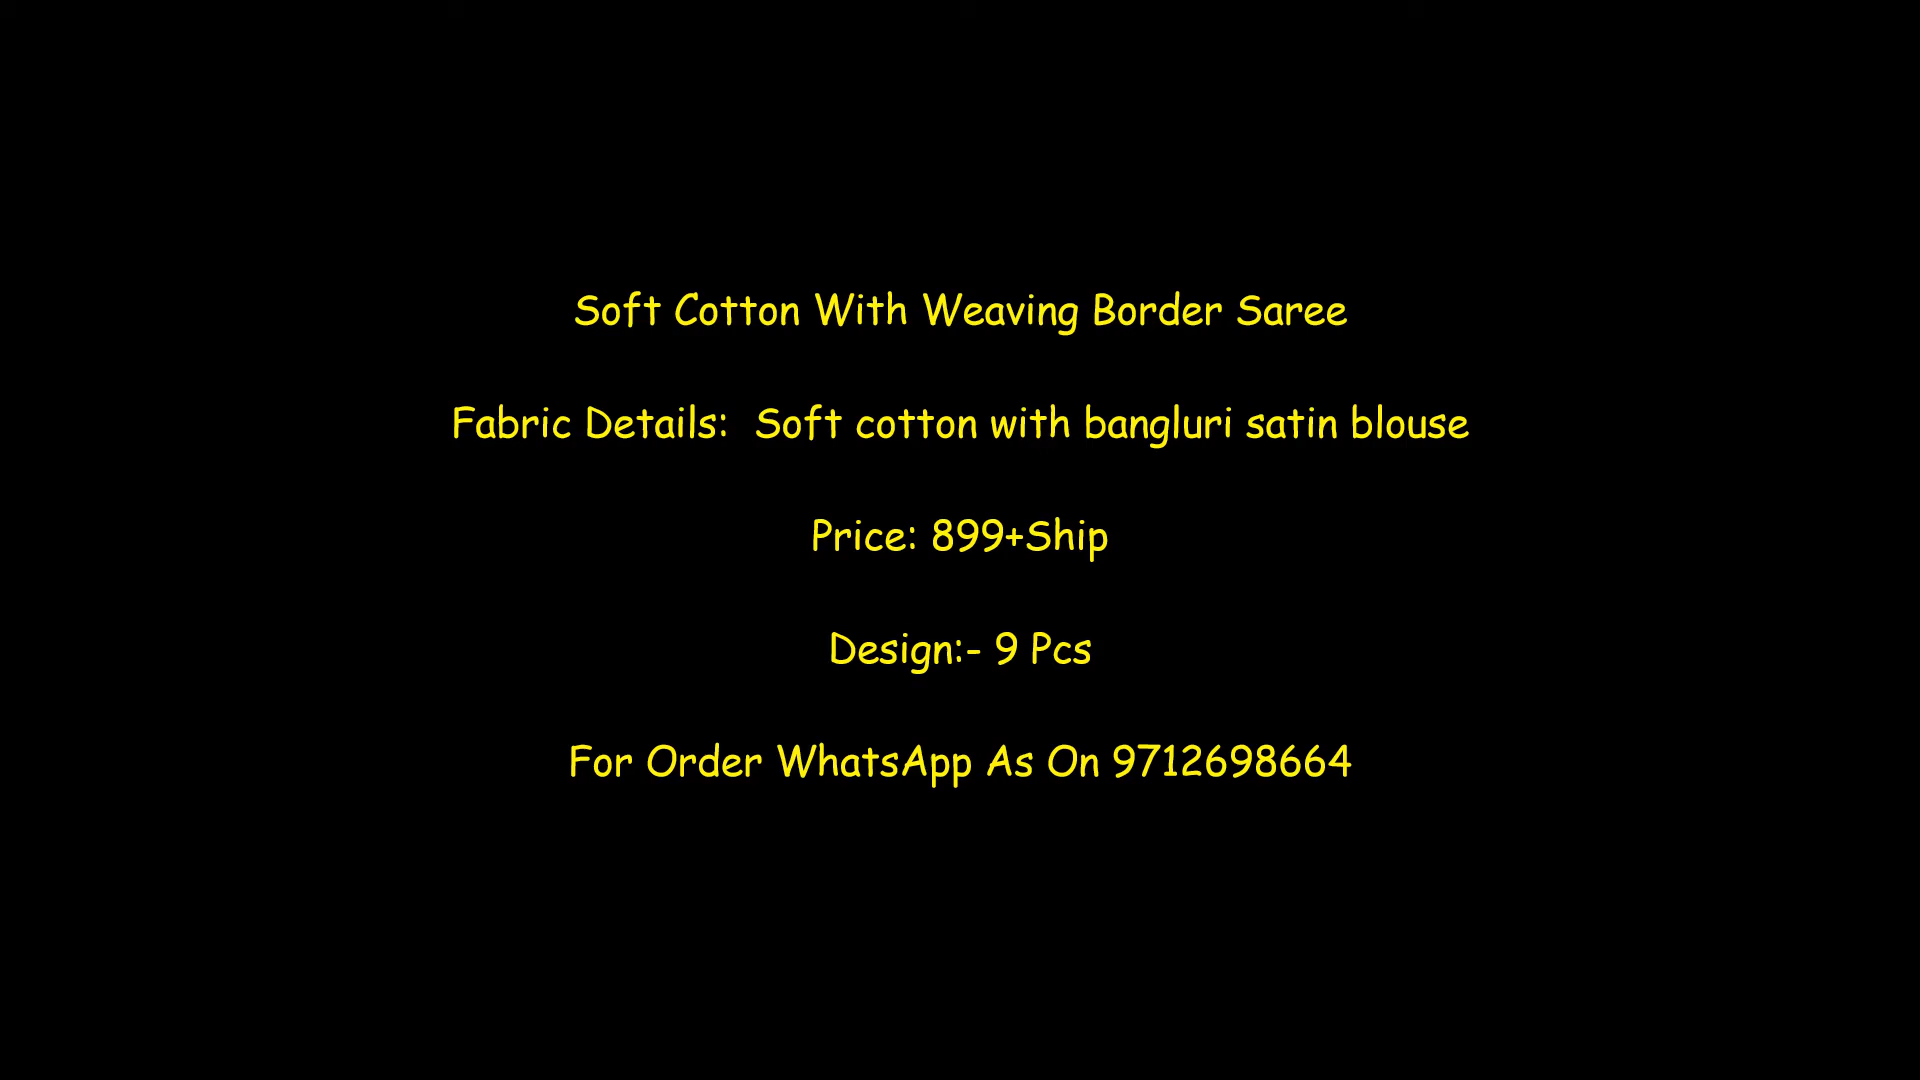 Soft Cotton With Weaving Border Saree
Fabric Details:  Soft cotton with bangluri satin blouse
Price: 899+Ship
Design:- 9 Pcs
For Order WhatsApp As On 9712698664